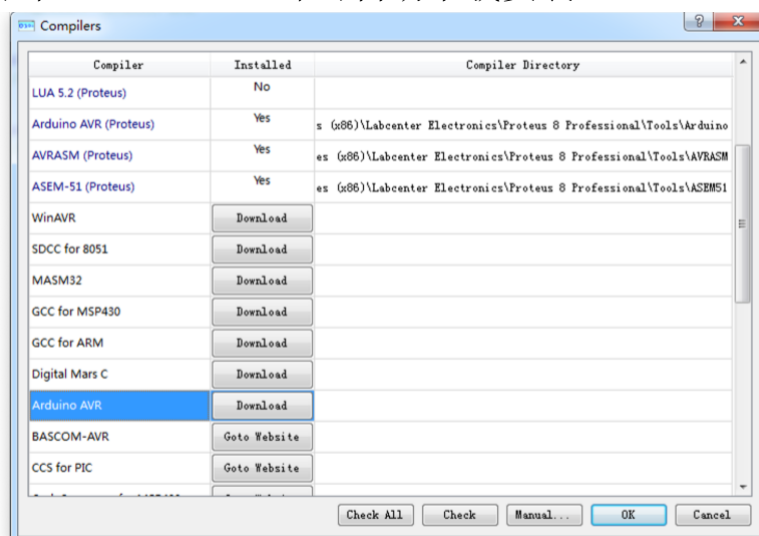 Compilers
Compiler Installed Compiler Directory
LUA 5.2 (Proteus) No
Arduino AVR (Proteus) Yes s (x86)\Labcenter Electronics\Proteus 8 Professional\Tools\Arduino
AVRASM (Proteus) Yes es (x86)\Labcenter Electronics\Proteus 8 Professional\Tools\AVRASM
ASEM-51 (Proteus) Yes es (x86)\Labcenter Electronics\Proteus 8 Professional\Tools\ASEM51
WinAVR Download
SDCC for 8051 Download
MASM32 Download
GCC for MSP430 Download
GCC for ARM Download
Digital Mars C Download
Arduino AVR Download
BASCOM-AVR Goto Website
CCS for PIC Goto Website
Check All Check Manual... OK Cancel